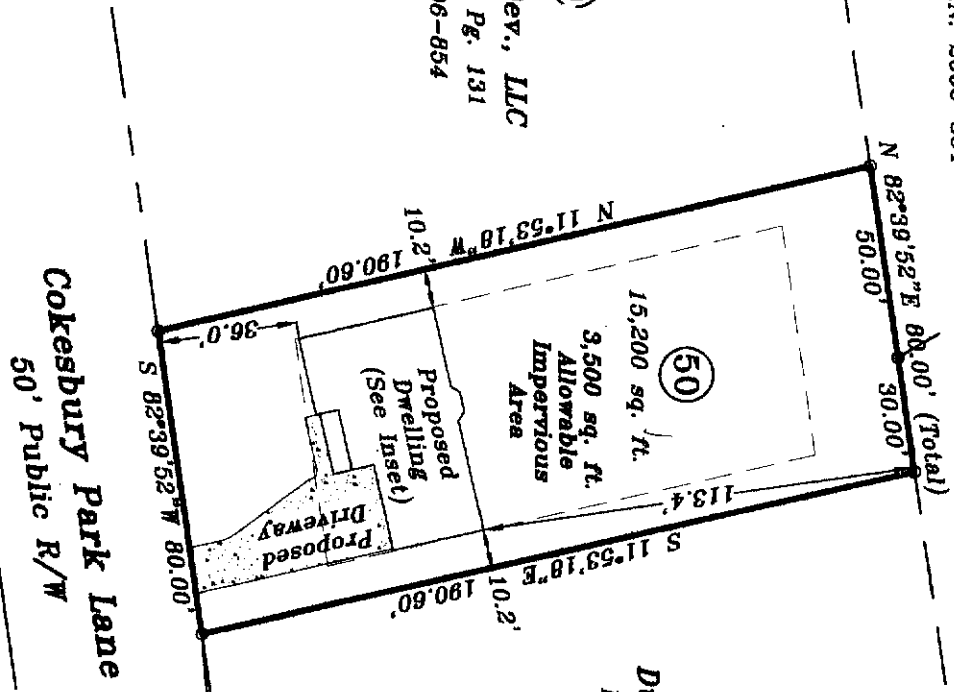 ev., LLC
Pg. 131
06-854
N 82°39'52"E 80.00' (Total)
50.00'
30.00'
N 11°53'18"W
190.60'
10.2'
50
15,200 sq. ft.
3,500 sq. ft.
Allowable
Impervious
Area
113.4'
S 11°53'18"E
190.60'
10.2'
Proposed
Dwelling
(See Inset)
36.0'
Proposed
Driveway
S 82°39'52"W 80.00'
Cokesbury Park Lane
50' Public R/W